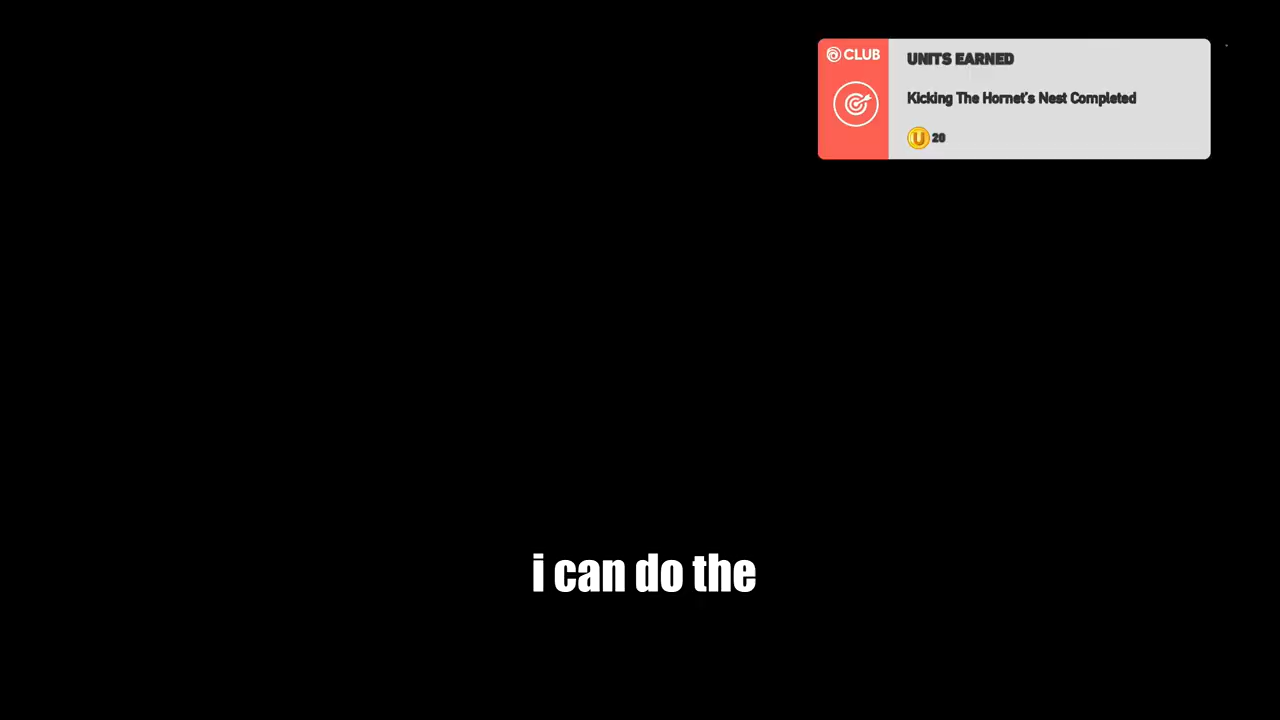 CLUB
UNITS EARNED
Kicking The Hornet's Nest Completed
U 20
i can do the